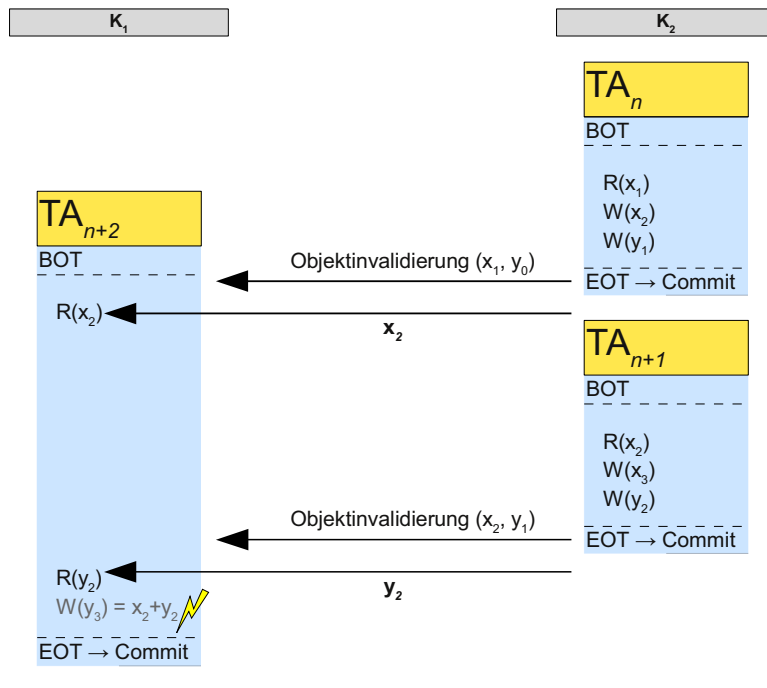 K₁
K₂
TAₙ
BOT
R(x₁)
W(x₂)
W(y₁)
EOT → Commit
TAₙ₊₂
BOT
Objektinvalidierung (x₁, y₀)
R(x₂)
x₂
TAₙ₊₁
BOT
R(x₂)
W(x₃)
W(y₂)
EOT → Commit
Objektinvalidierung (x₂, y₁)
R(y₂)
y₂
W(y₃) = x₂+y₂
EOT → Commit